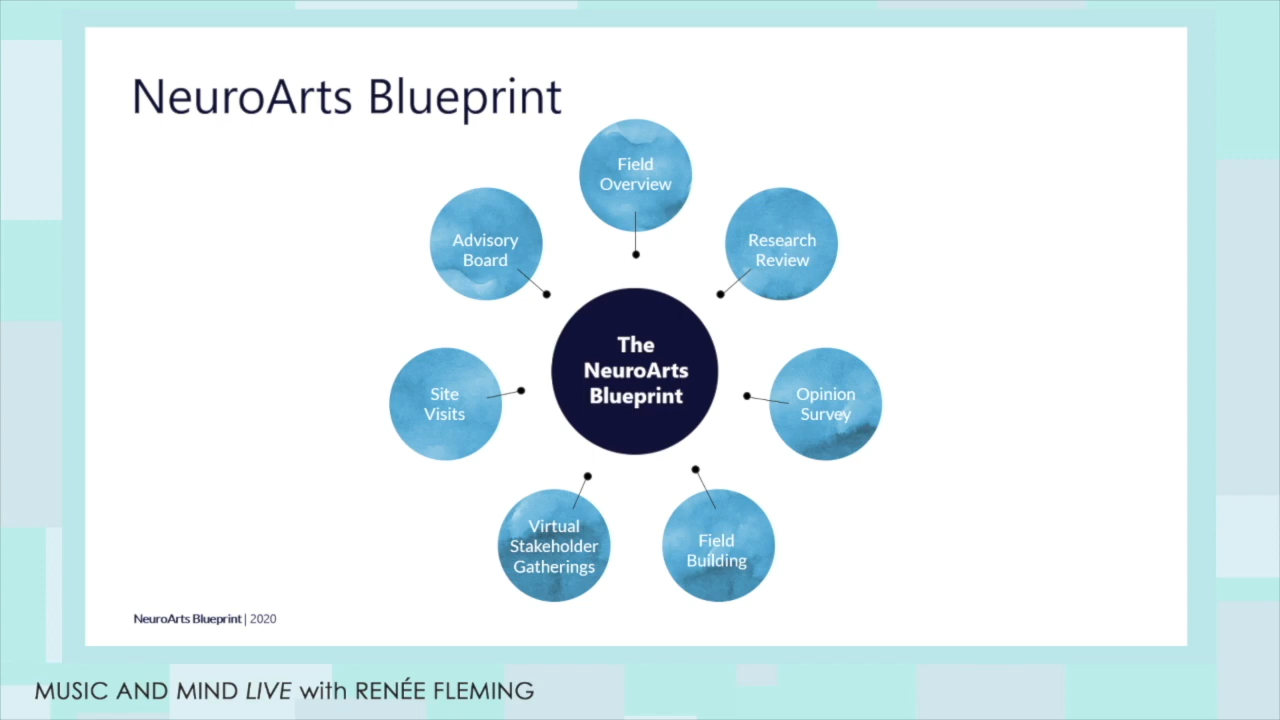 NeuroArts Blueprint
Field
Overview
Research
Review
Opinion
Survey
Field
Building
Virtual
Stakeholder
Gatherings
Site
Visits
Advisory
Board
The
NeuroArts
Blueprint
NeuroArts Blueprint | 2020
MUSIC AND MIND LIVE with RENÉE FLEMING